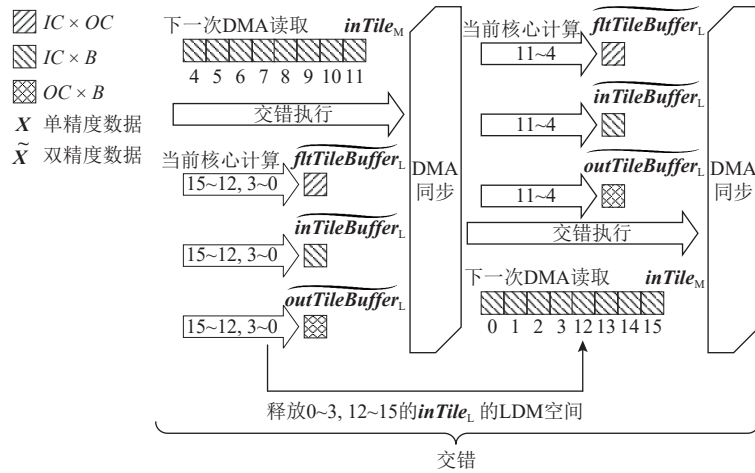 IC × OC
IC × B
OC × B
X 单精度数据
X̃ 双精度数据
下一次DMA读取 inTile_M
4 5 6 7 8 9 10 11
交错执行
当前核心计算 fltTileBuffer_L
15~12, 3~0
inTileBuffer_L
15~12, 3~0
outTileBuffer_L
15~12, 3~0
DMA
同步
当前核心计算 fltTileBuffer_L
11~4
inTileBuffer_L
11~4
outTileBuffer_L
11~4
交错执行
下一次DMA读取 inTile_M
0 1 2 3 12 13 14 15
DMA
同步
释放0~3, 12~15的inTile_L 的LDM空间
交错